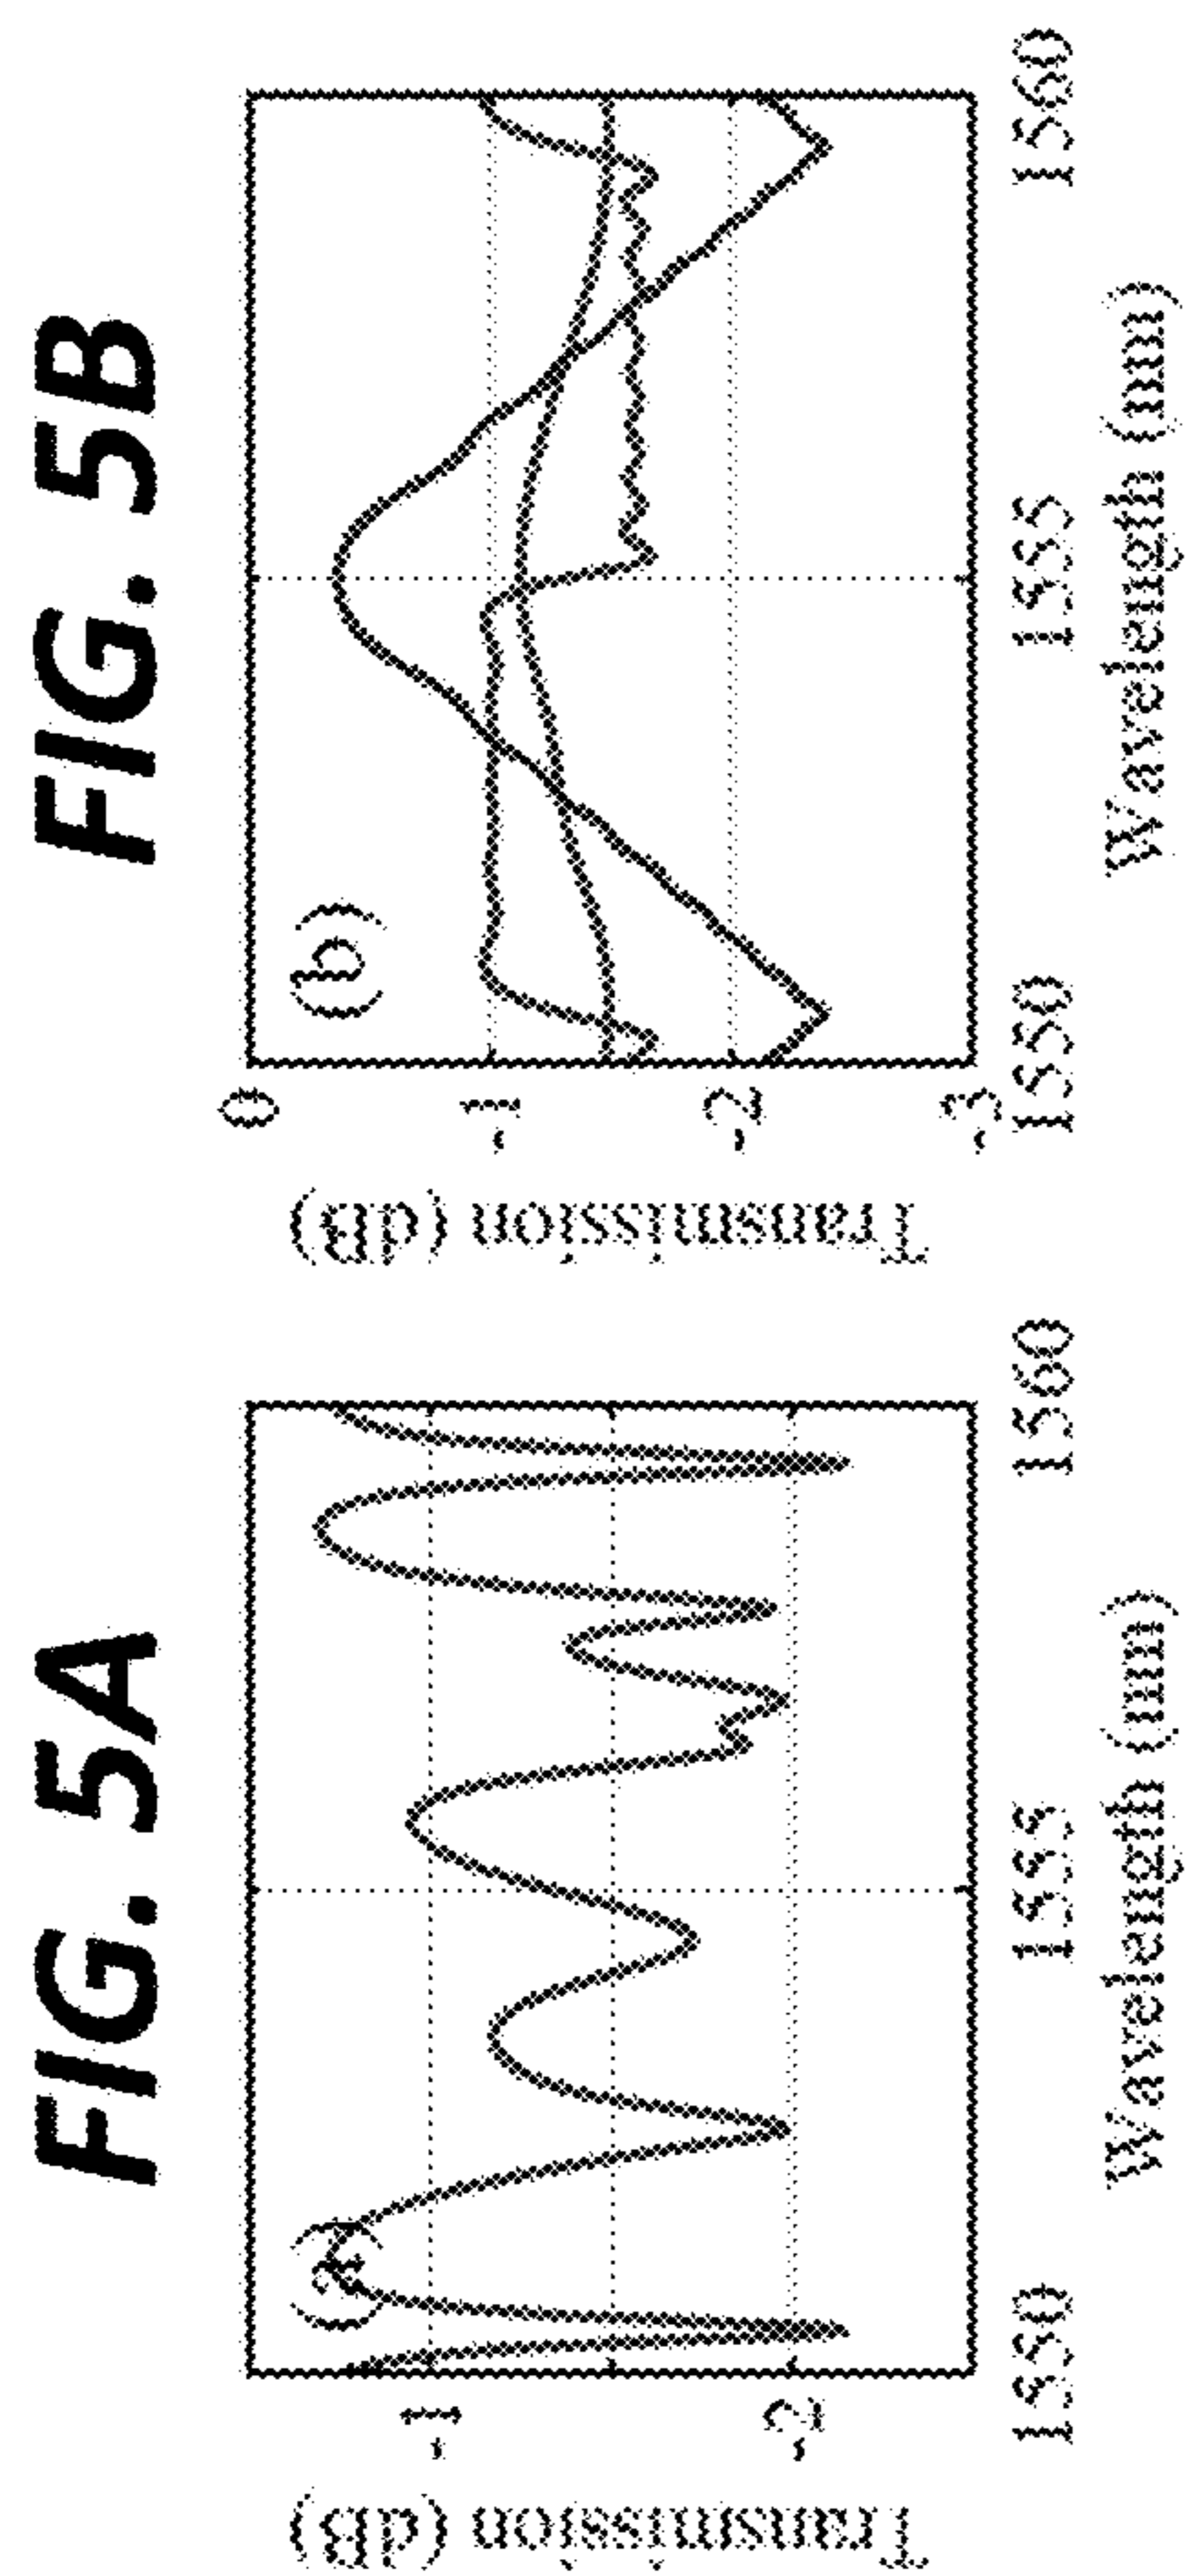 FIG. 5A
(a)
Transmission (dB)
-1
-2
1550
1555
1560
Wavelength (nm)
FIG. 5B
(b)
Transmission (dB)
0
-1
-2
-3
1550
1555
1560
Wavelength (nm)